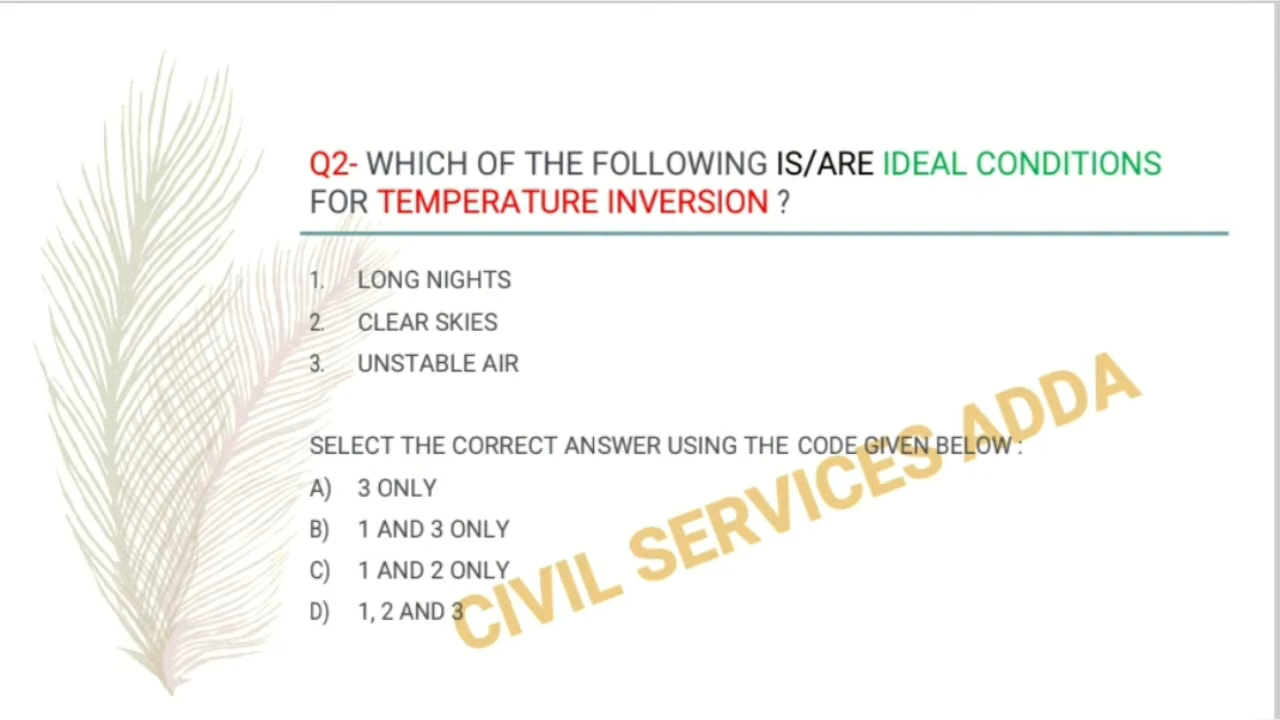 Q2- WHICH OF THE FOLLOWING IS/ARE IDEAL CONDITIONS
FOR TEMPERATURE INVERSION ?
1. LONG NIGHTS
2. CLEAR SKIES
3. UNSTABLE AIR
SELECT THE CORRECT ANSWER USING THE CODE GIVEN BELOW :
A) 3 ONLY
B) 1 AND 3 ONLY
C) 1 AND 2 ONLY
D) 1, 2 AND 3
CIVIL SERVICES ADDA